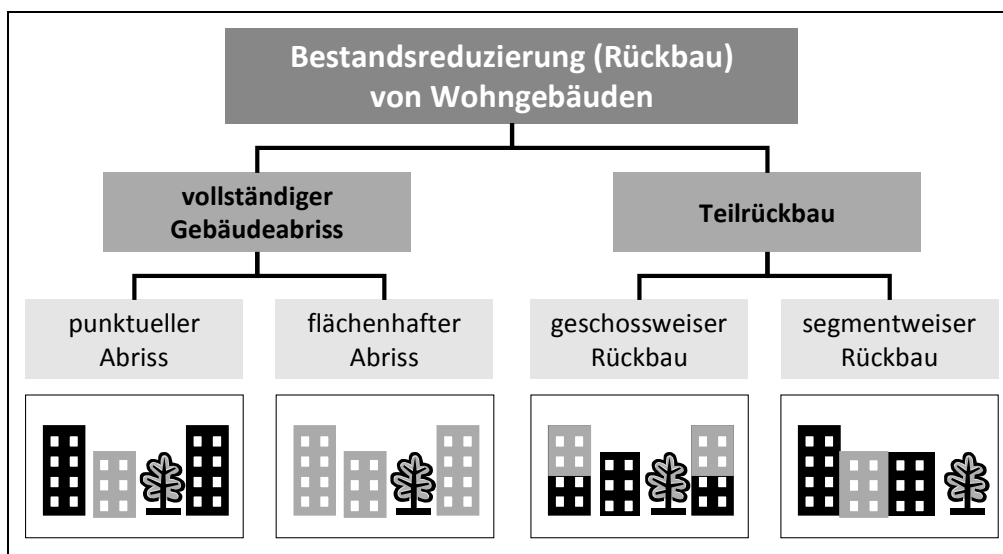 Bestandsreduzierung (Rückbau)
von Wohngebäuden
vollständiger
Gebäudeabriss
Teilrückbau
punktueller
Abriss
flächenhafter
Abriss
geschossweiser
Rückbau
segmentweiser
Rückbau